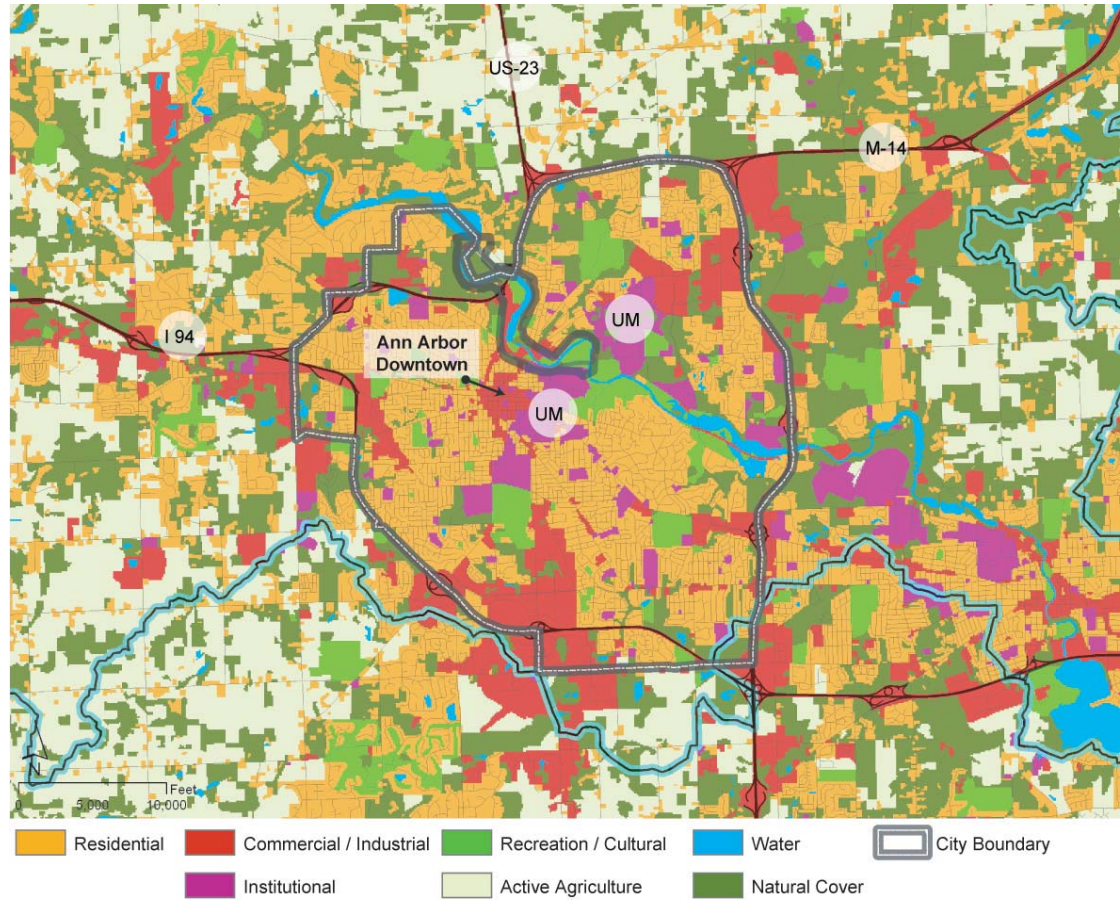 US-23
M-14
I 94
UM
Ann Arbor
Downtown
UM
N
Feet
0 5,000 10,000
Residential
Commercial / Industrial
Recreation / Cultural
Water
City Boundary
Institutional
Active Agriculture
Natural Cover